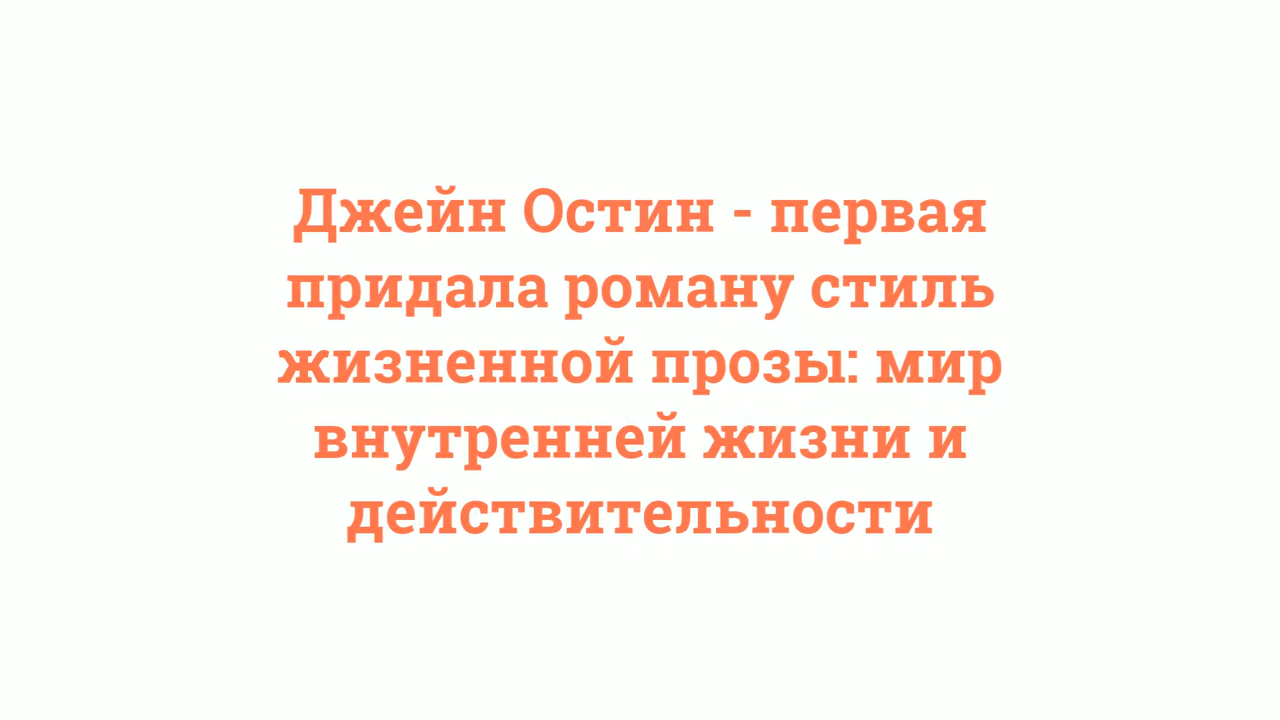 Джейн Остин - первая
придала роману стиль
жизненной прозы: мир
внутренней жизни и
действительности